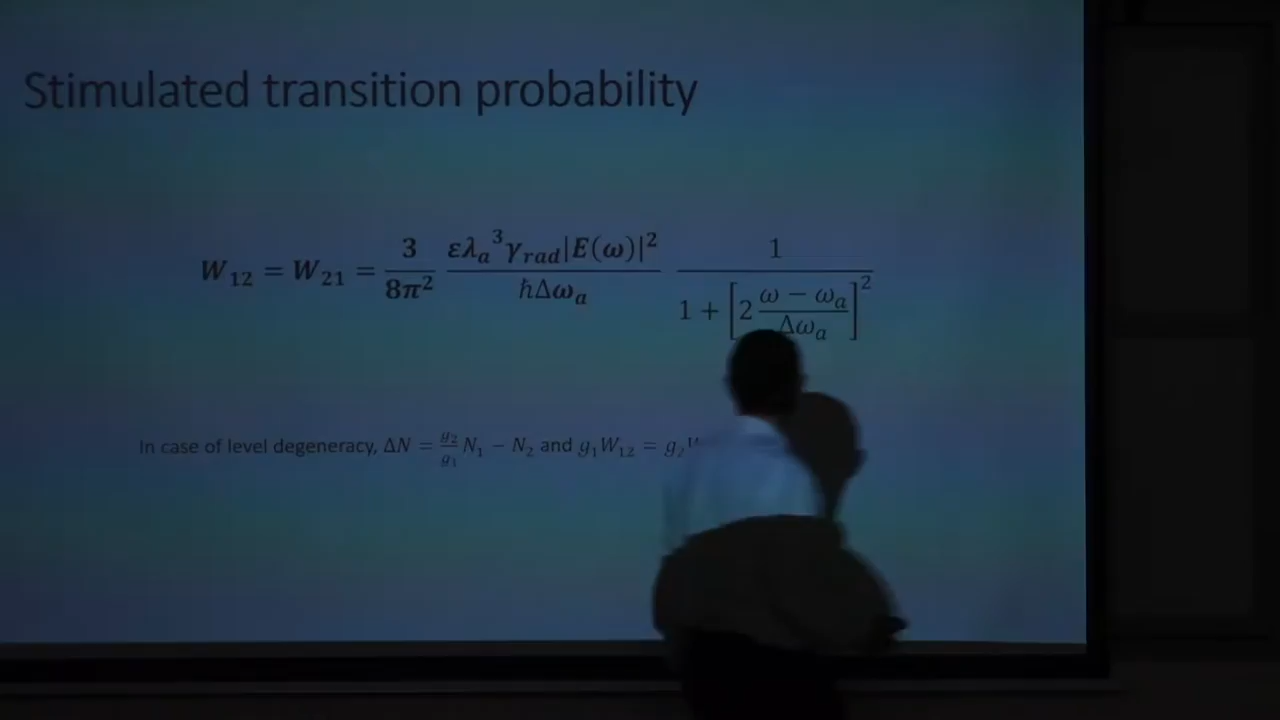 Stimulated transition probability
W₁₂ = W₂₁ = 3/8π² ελₐ³γ_rad|E(ω)|²/ħΔωₐ 1/1 + [2 ω − ωₐ/Δωₐ]²
In case of level degeneracy, ΔN = g₂/g₁ N₁ − N₂ and g₁W₁₂ = g₂